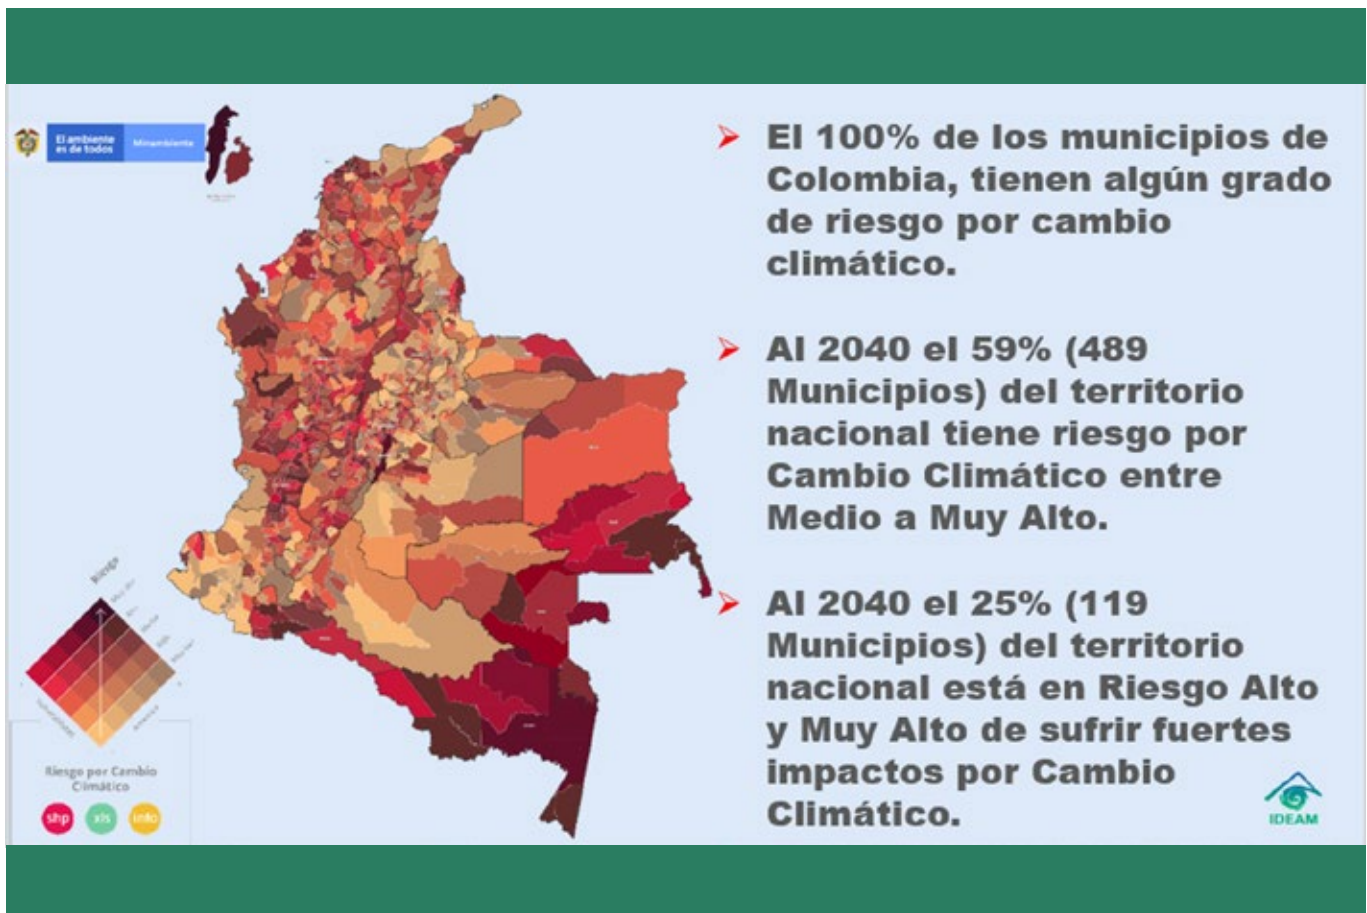 El ambiente
es de todos
Minambiente
El 100% de los municipios de
Colombia, tienen algún grado
de riesgo por cambio
climático.
Al 2040 el 59% (489
Municipios) del territorio
nacional tiene riesgo por
Cambio Climático entre
Medio a Muy Alto.
Al 2040 el 25% (119
Municipios) del territorio
nacional está en Riesgo Alto
y Muy Alto de sufrir fuertes
impactos por Cambio
Climático.
Riesgo
Riesgo por Cambio
Climático
shp
xls
info
IDEAM